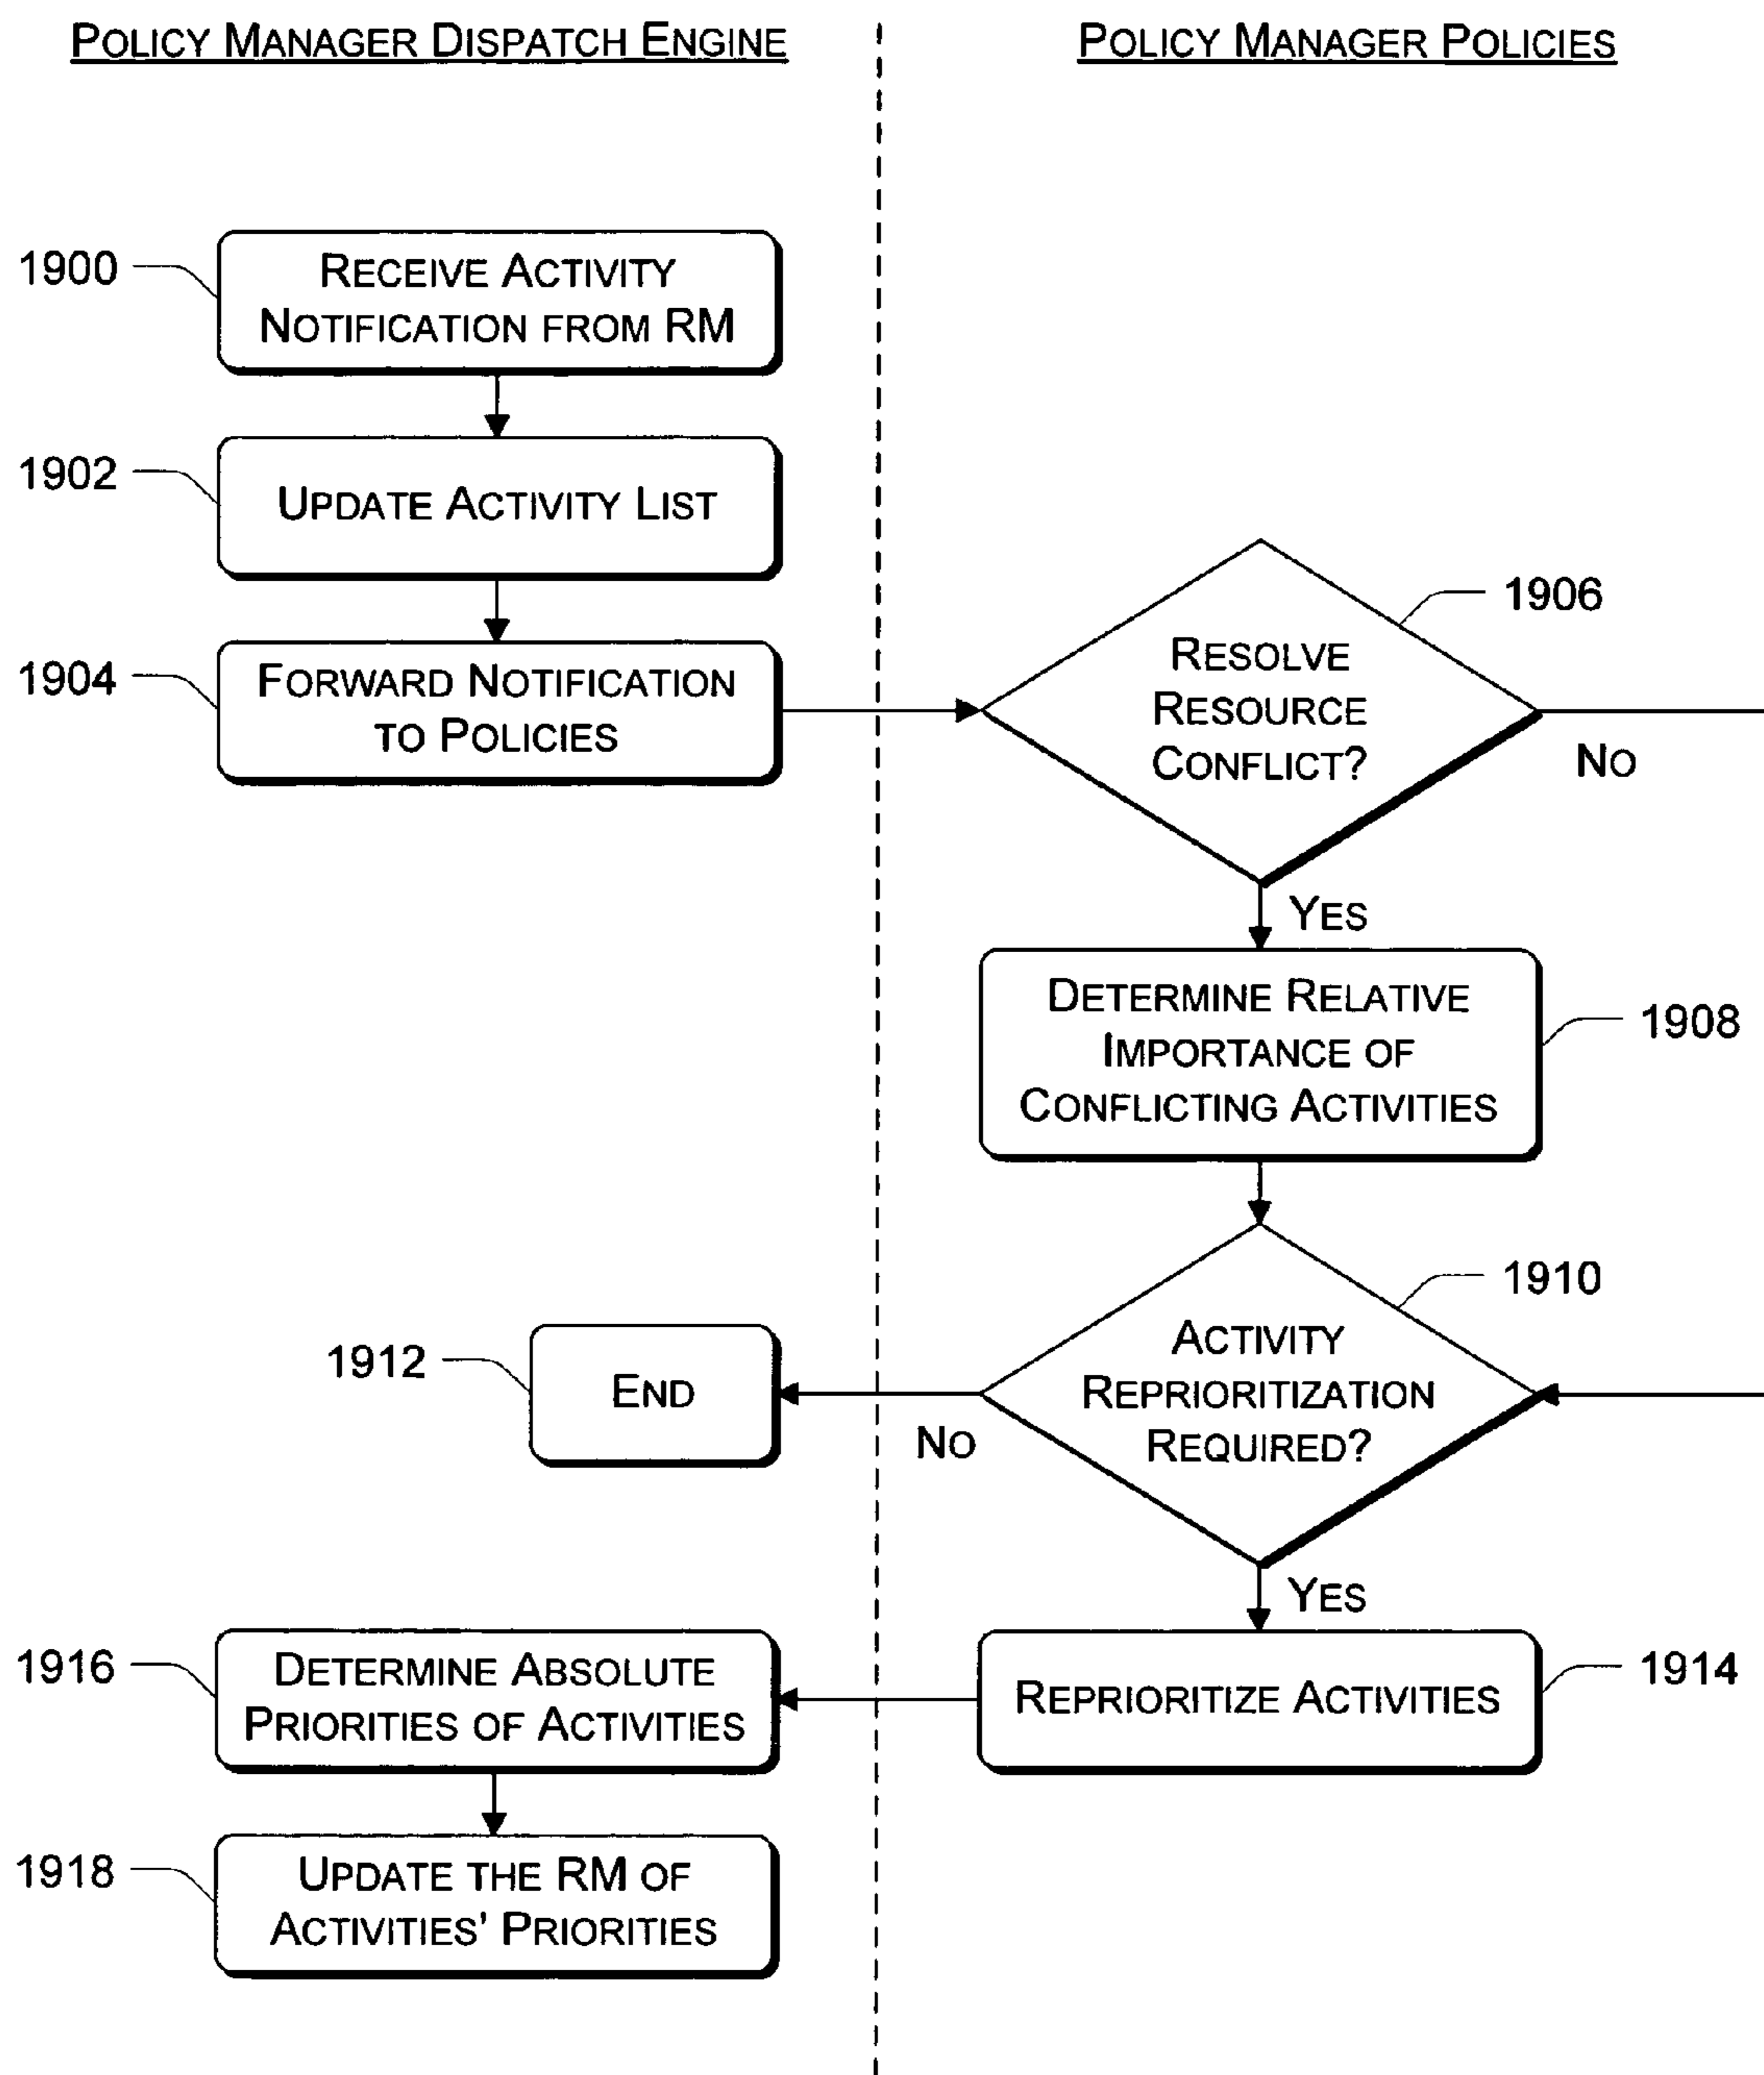 POLICY MANAGER DISPATCH ENGINE
POLICY MANAGER POLICIES
1900
RECEIVE ACTIVITY
NOTIFICATION FROM RM
1902
UPDATE ACTIVITY LIST
1904
FORWARD NOTIFICATION
TO POLICIES
1906
RESOLVE
RESOURCE
CONFLICT?
NO
YES
DETERMINE RELATIVE
IMPORTANCE OF
CONFLICTING ACTIVITIES
1908
1910
ACTIVITY
REPRIORITIZATION
REQUIRED?
1912
END
NO
YES
REPRIORITIZE ACTIVITIES
1914
1916
DETERMINE ABSOLUTE
PRIORITIES OF ACTIVITIES
1918
UPDATE THE RM OF
ACTIVITIES' PRIORITIES